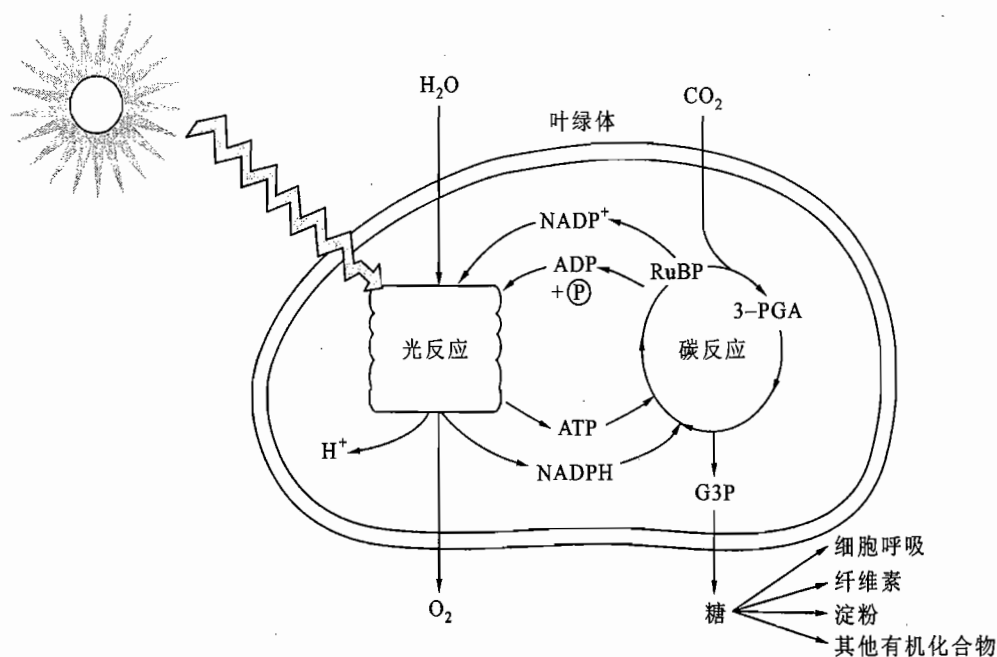 H₂O
CO₂
叶绿体
NADP⁺
ADP
+Ⓟ
RuBP
3-PGA
光反应
碳反应
ATP
H⁺
NADPH
G3P
细胞呼吸
纤维素
O₂
糖
淀粉
其他有机化合物